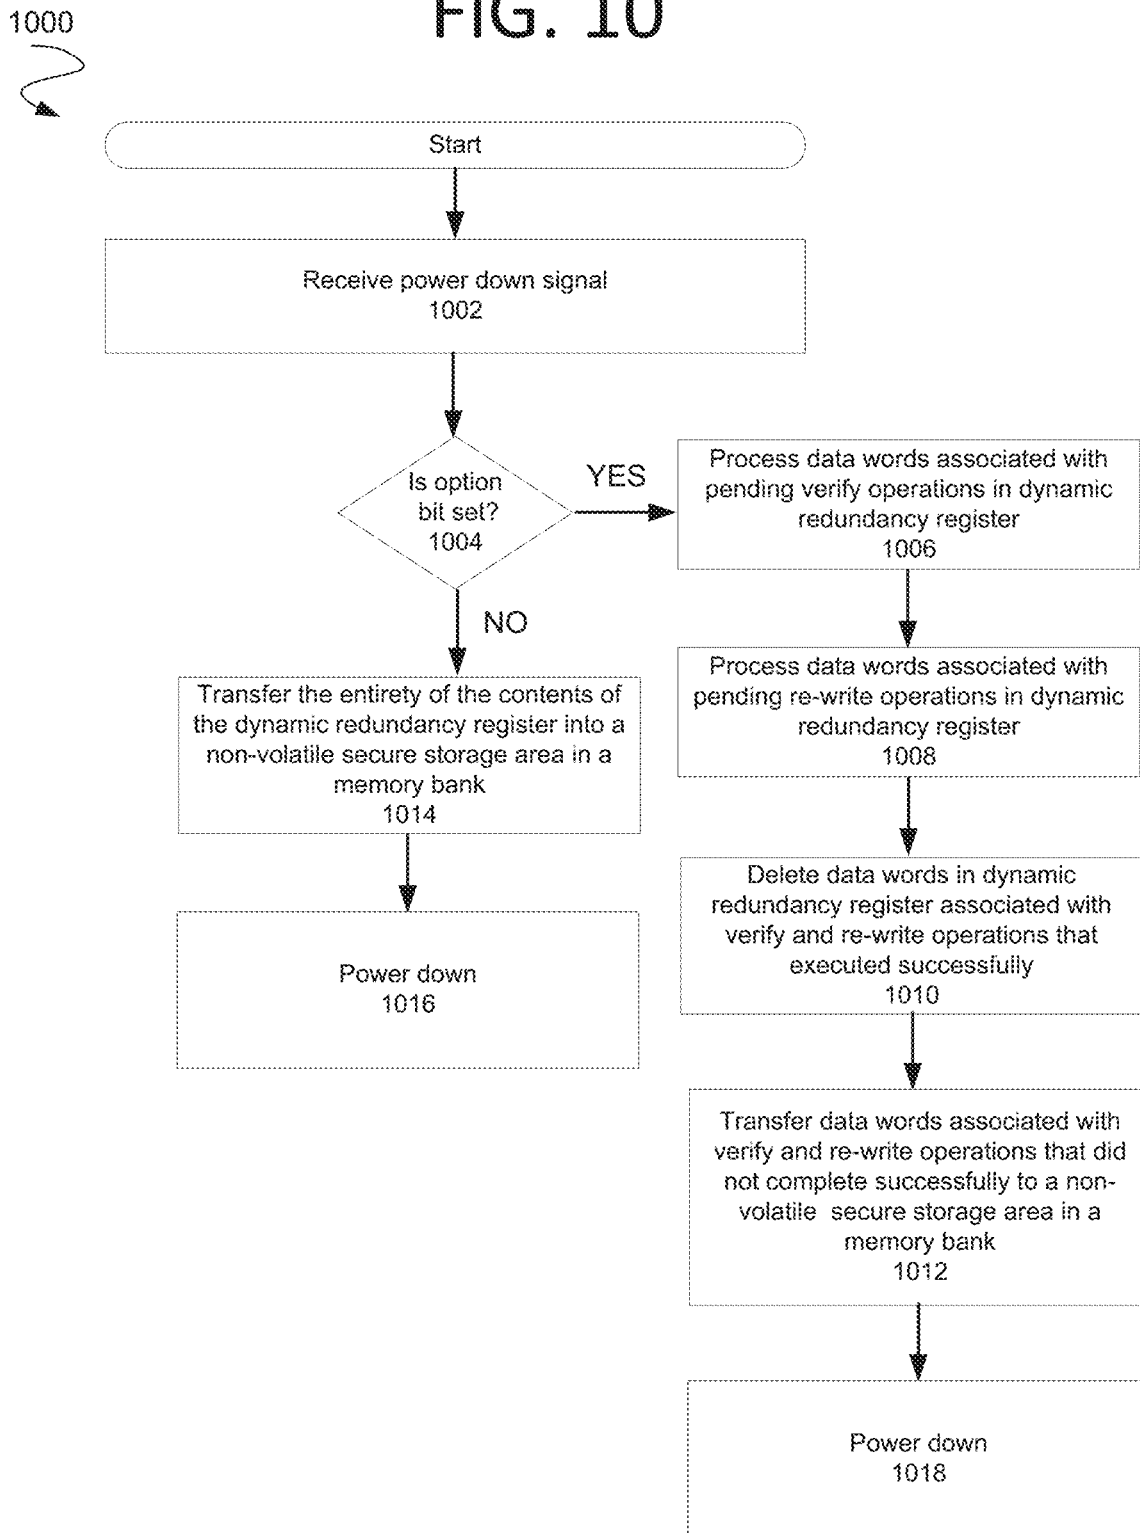 FIG. 10
1000
Start
Receive power down signal
1002
Is option
bit set?
1004
YES
NO
Process data words associated with
pending verify operations in dynamic
redundancy register
1006
Process data words associated with
pending re-write operations in dynamic
redundancy register
1008
Transfer the entirety of the contents of
the dynamic redundancy register into a
non-volatile secure storage area in a
memory bank
1014
Delete data words in dynamic
redundancy register associated with
verify and re-write operations that
executed successfully
1010
Power down
1016
Transfer data words associated with
verify and re-write operations that did
not complete successfully to a non-
volatile secure storage area in a
memory bank
1012
Power down
1018